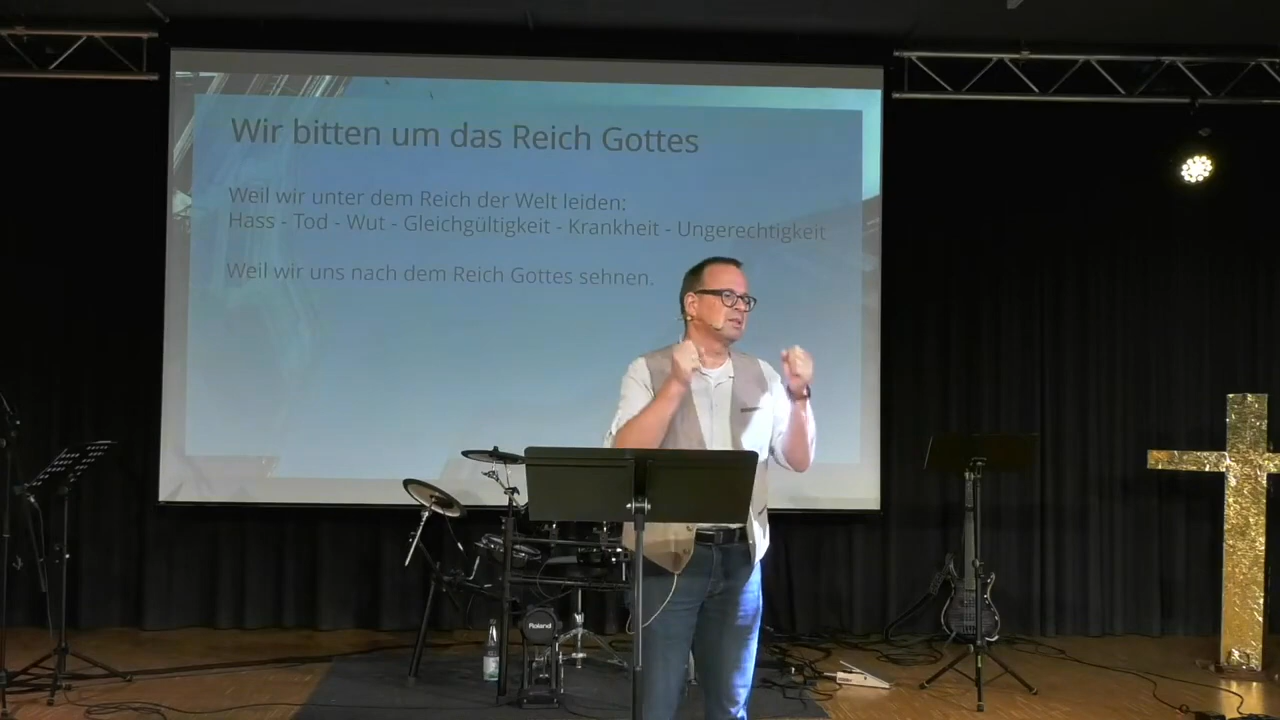 Wir bitten um das Reich Gottes
Weil wir unter dem Reich der Welt leiden:
Hass - Tod - Wut - Gleichgültigkeit - Krankheit - Ungerechtigkeit
Weil wir uns nach dem Reich Gottes sehnen.
Roland